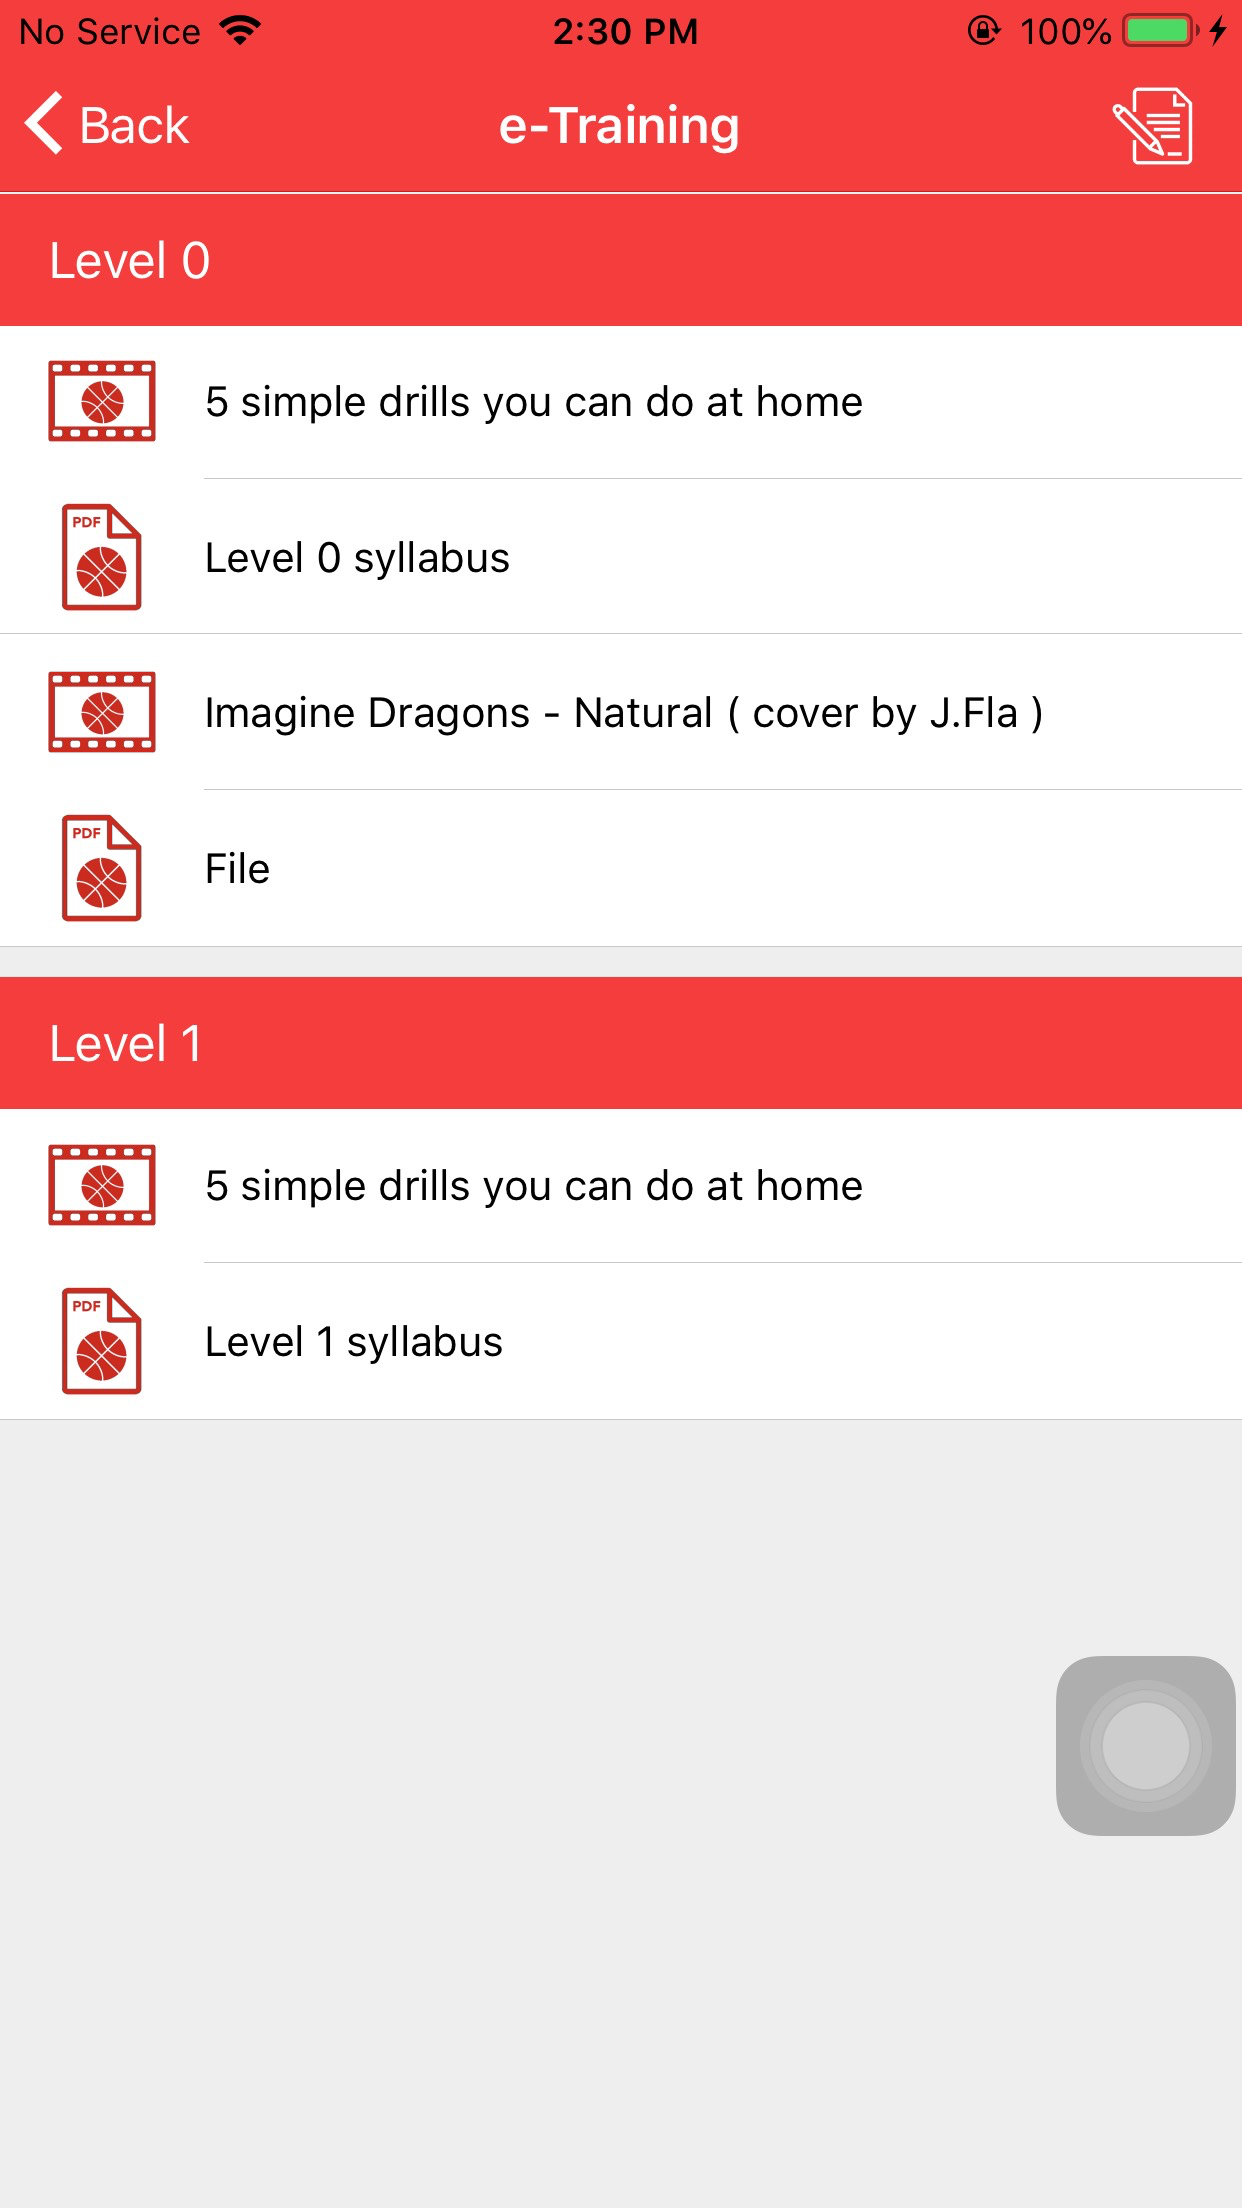 No Service 2:30 PM 100%
Back e-Training
Level 0
5 simple drills you can do at home
PDF
Level 0 syllabus
Imagine Dragons - Natural ( cover by J.Fla )
PDF
File
Level 1
5 simple drills you can do at home
PDF
Level 1 syllabus